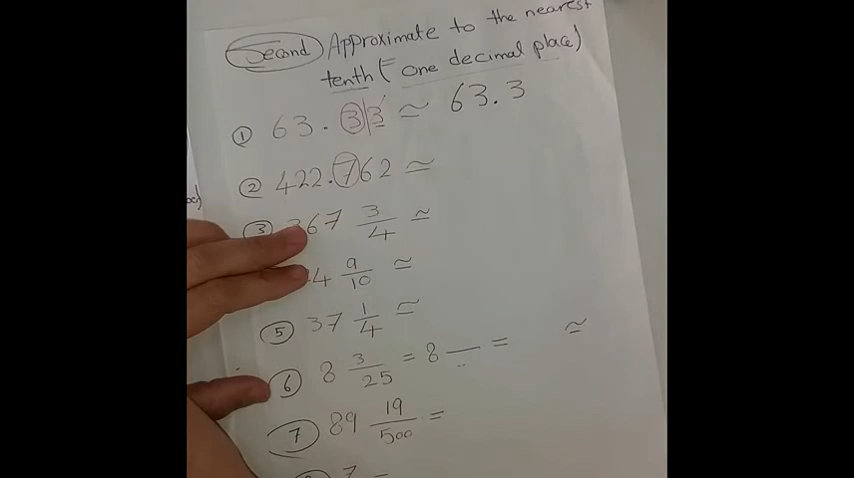 Second Approximate to the nearest
tenth (= one decimal place)
① 63.33 ≃ 63.3
② 422.762 ≃
③ 367 3/4 ≃
4 9/10 ≃
⑤ 37 1/4 ≃
⑥ 8 3/25 = 8 — = ≃
⑦ 89 19/500 =
7